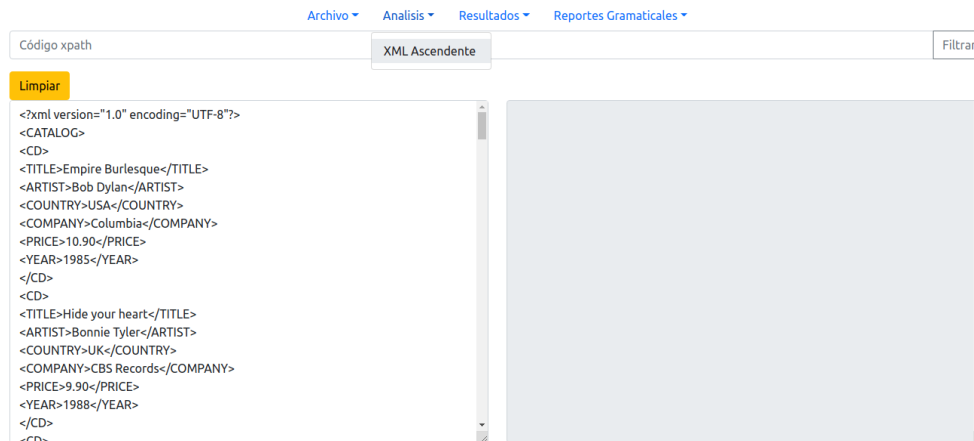 Archivo Analisis Resultados Reportes Gramaticales
Código xpath Filtrar
XML Ascendente
Limpiar
<?xml version="1.0" encoding="UTF-8"?>
<CATALOG>
<CD>
<TITLE>Empire Burlesque</TITLE>
<ARTIST>Bob Dylan</ARTIST>
<COUNTRY>USA</COUNTRY>
<COMPANY>Columbia</COMPANY>
<PRICE>10.90</PRICE>
<YEAR>1985</YEAR>
</CD>
<CD>
<TITLE>Hide your heart</TITLE>
<ARTIST>Bonnie Tyler</ARTIST>
<COUNTRY>UK</COUNTRY>
<COMPANY>CBS Records</COMPANY>
<PRICE>9.90</PRICE>
<YEAR>1988</YEAR>
</CD>
<CD>